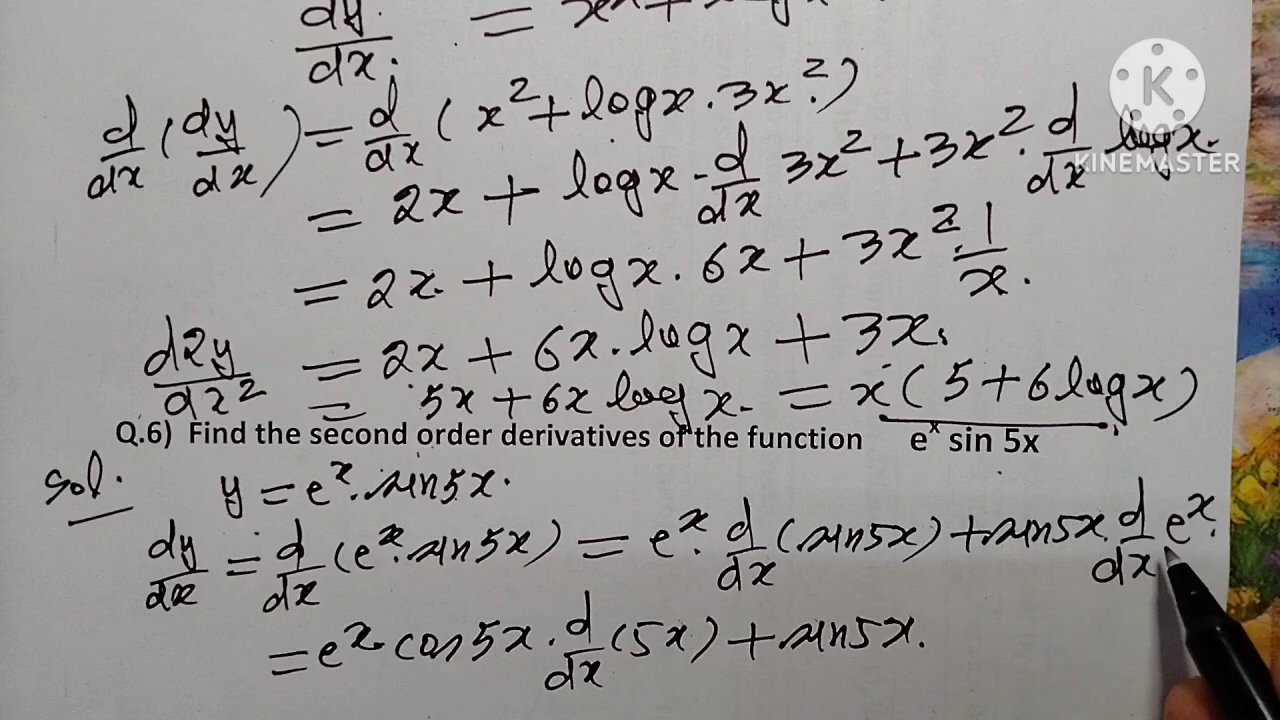 dy/dx. =
d/dx (dy/dx) = d/dx (x² + log x . 3x².)
= 2x + log x - d/dx 3x² + 3x² . d/dx log x.
= 2x. + log x . 6x + 3x² . 1/x .
d2y/dx² = 2x + 6x . log x + 3x.
= 5x + 6x log x. = x (5 + 6 log x)
Q.6) Find the second order derivatives of the function eˣ sin 5x
Sol. y = eˣ . sin 5x .
dy/dx = d/dx (eˣ . sin 5x) = eˣ . d/dx (sin 5x) + sin 5x . d/dx eˣ .
= eˣ . cos 5x . d/dx (5x) + sin 5x .
K
KINEMASTER